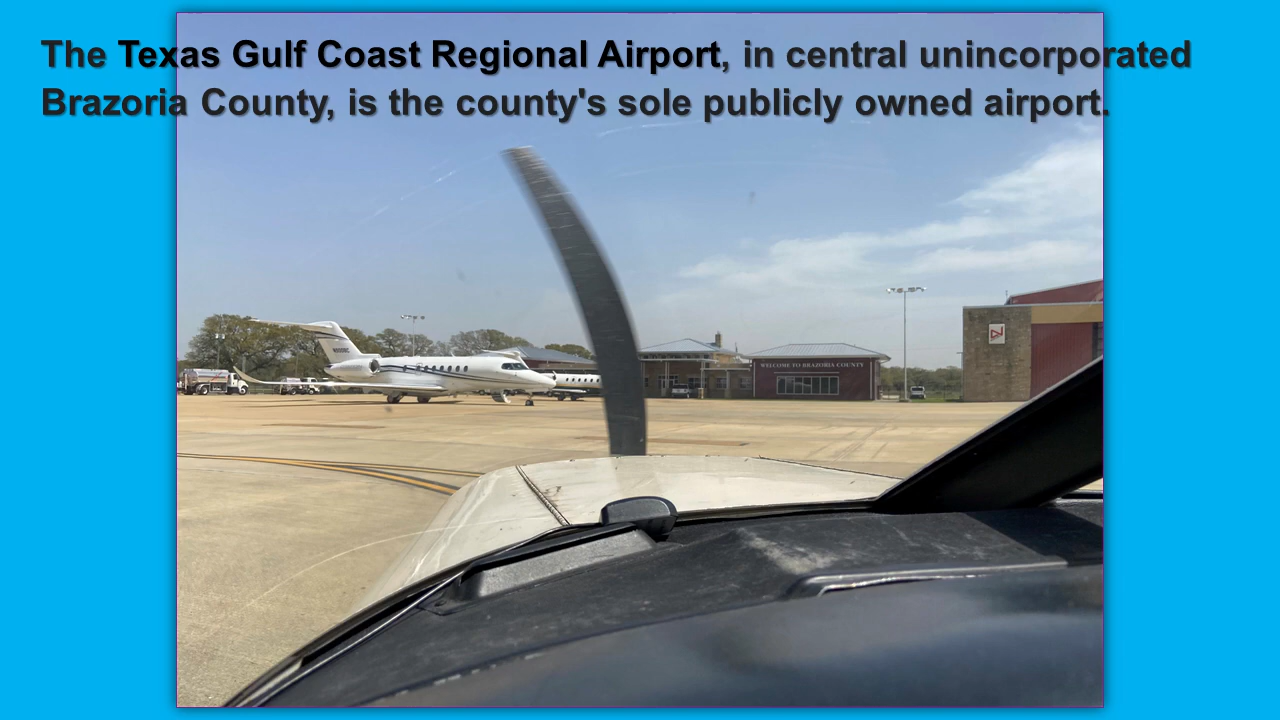 The Texas Gulf Coast Regional Airport, in central unincorporated
Brazoria County, is the county's sole publicly owned airport.
WELCOME TO BRAZORIA COUNTY